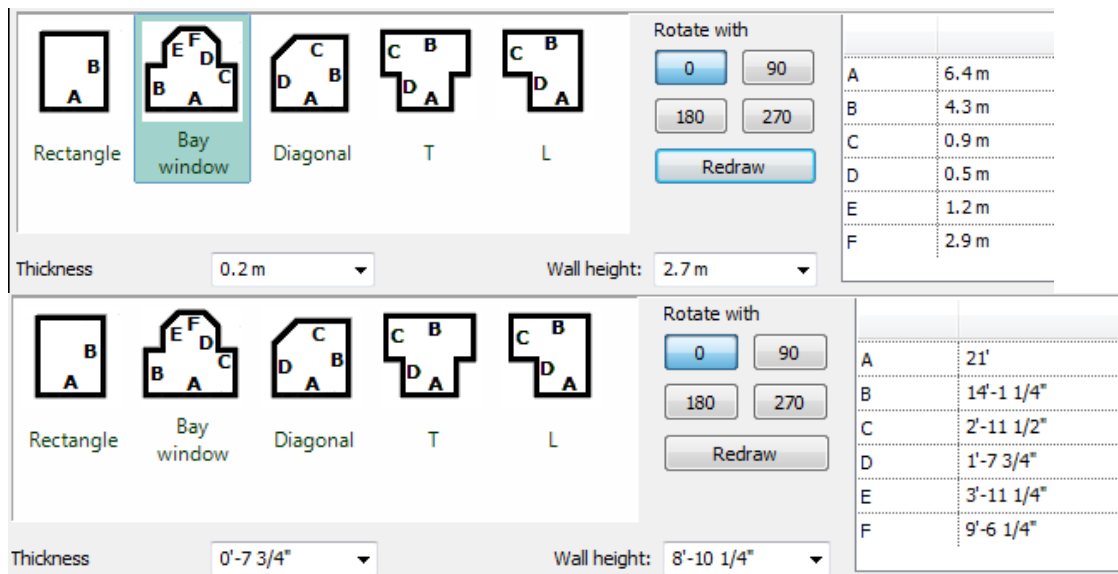 Rotate with
B
A
E F D
B C
A
C
D B
A
C B
D A
C B
D A
0 90
180 270
Redraw
Rectangle
Bay
window
Diagonal
T
L
A 6.4 m
B 4.3 m
C 0.9 m
D 0.5 m
E 1.2 m
F 2.9 m
Thickness 0.2 m Wall height: 2.7 m
Rotate with
B
A
E F D
B C
A
C
D B
A
C B
D A
C B
D A
0 90
180 270
Redraw
Rectangle
Bay
window
Diagonal
T
L
A 21'
B 14'-1 1/4"
C 2'-11 1/2"
D 1'-7 3/4"
E 3'-11 1/4"
F 9'-6 1/4"
Thickness 0'-7 3/4" Wall height: 8'-10 1/4"